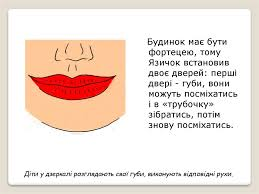 Будинок має бути
фортецею, тому
Язичок встановив
двоє дверей: перші
двері - губи, вони
можуть посміхатись
і в «трубочку»
зібратись, потім
знову посміхатись.
Діти у дзеркалі розглядають свої губи, виконують відповідні рухи.